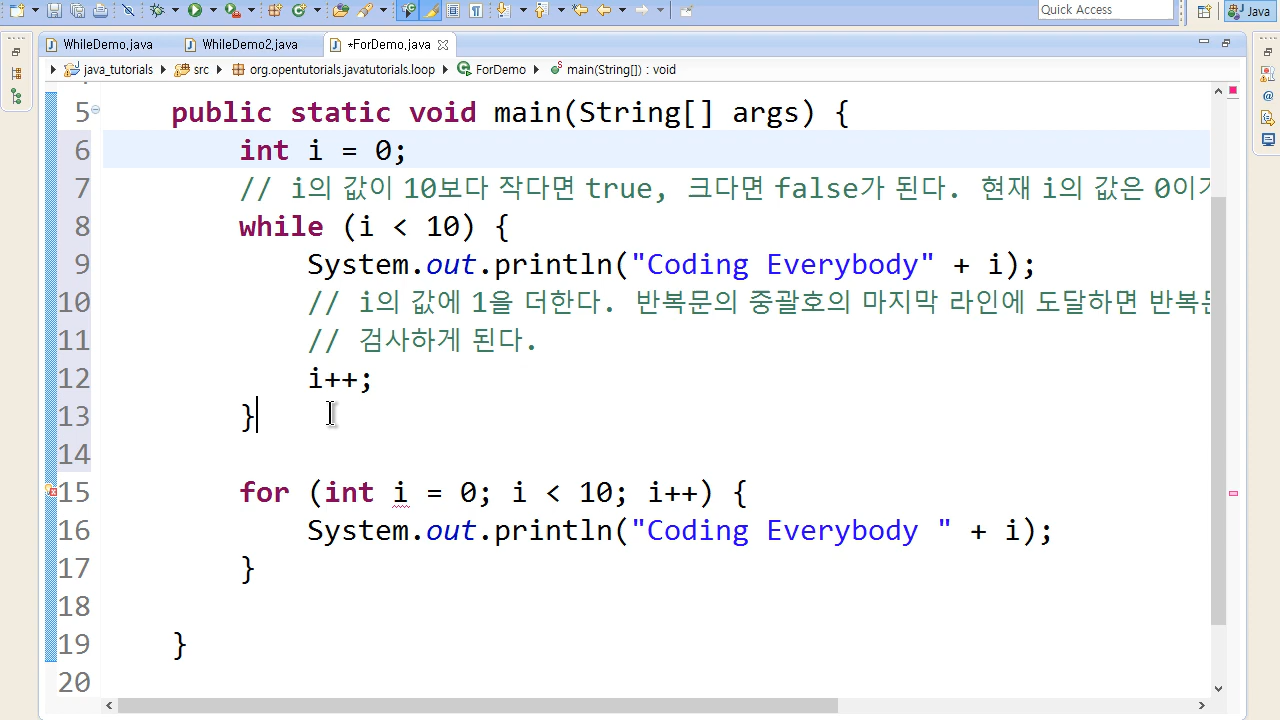 Quick Access
Java
WhileDemo.java
WhileDemo2.java
*ForDemo.java
java_tutorials
src
org.opentutorials.javatutorials.loop
ForDemo
main(String[]) : void
5 public static void main(String[] args) {
6 int i = 0;
7 // i의 값이 10보다 작다면 true, 크다면 false가 된다. 현재 i의 값은 0이
8 while (i < 10) {
9 System.out.println("Coding Everybody" + i);
10 // i의 값에 1을 더한다. 반복문의 중괄호의 마지막 라인에 도달하면 반복문
11 // 검사하게 된다.
12 i++;
13 }
14
15 for (int i = 0; i < 10; i++) {
16 System.out.println("Coding Everybody " + i);
17 }
18
19 }
20